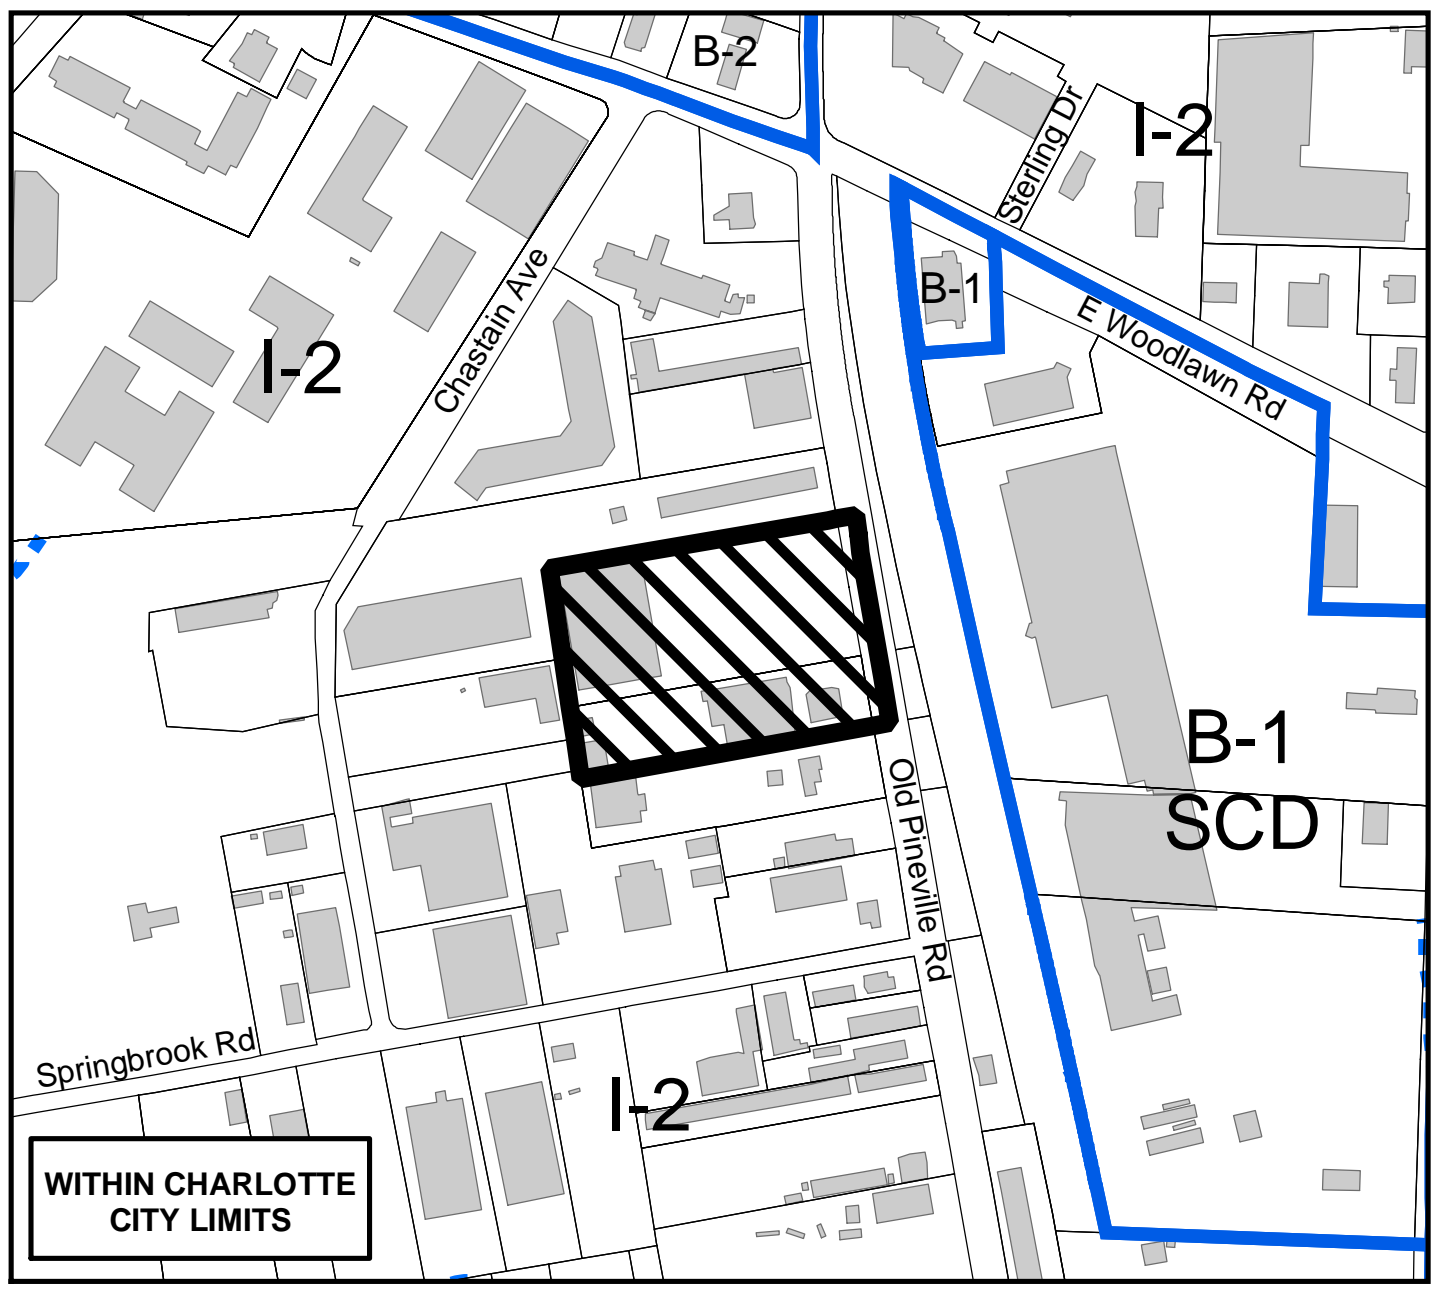 B-2
Sterling Dr
I-2
B-1
E Woodlawn Rd
Chastain Ave
I-2
B-1
SCD
Old Pineville Rd
Springbrook Rd
I-2
WITHIN CHARLOTTE
CITY LIMITS